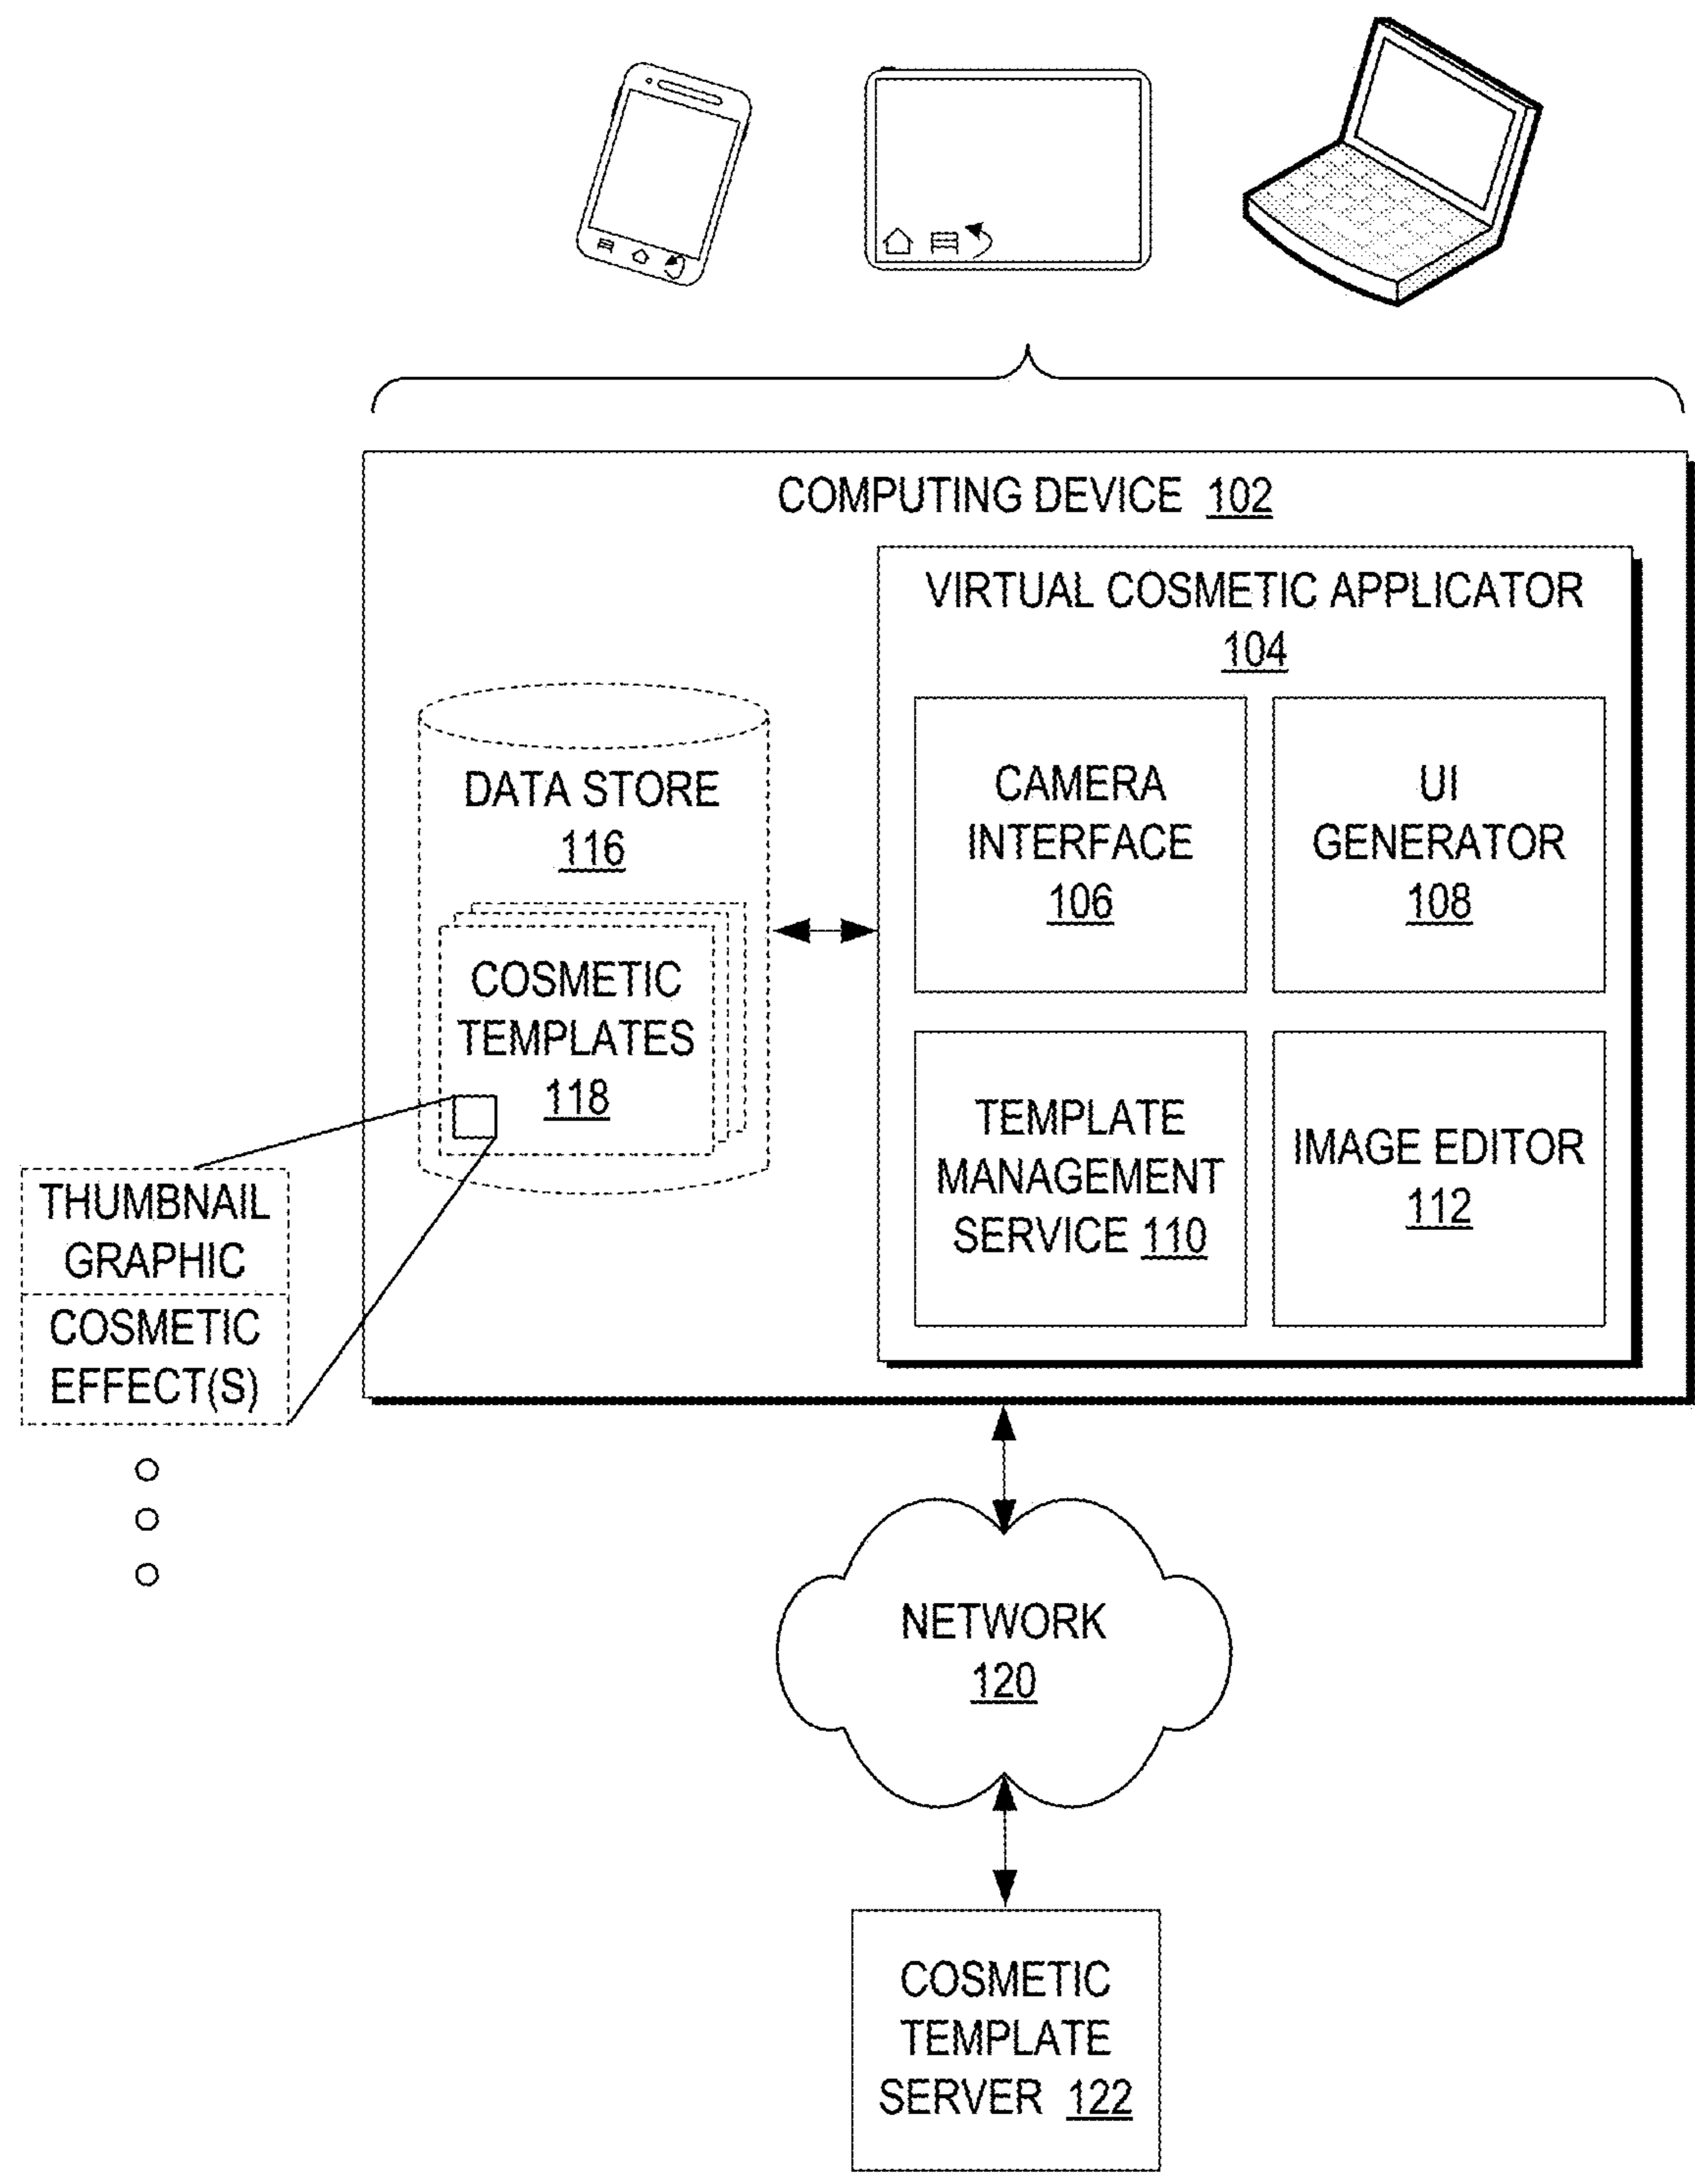 COMPUTING DEVICE 102
VIRTUAL COSMETIC APPLICATOR
104
DATA STORE
116
COSMETIC
TEMPLATES
118
CAMERA
INTERFACE
106
UI
GENERATOR
108
TEMPLATE
MANAGEMENT
SERVICE 110
IMAGE EDITOR
112
THUMBNAIL
GRAPHIC
COSMETIC
EFFECT(S)
NETWORK
120
COSMETIC
TEMPLATE
SERVER 122